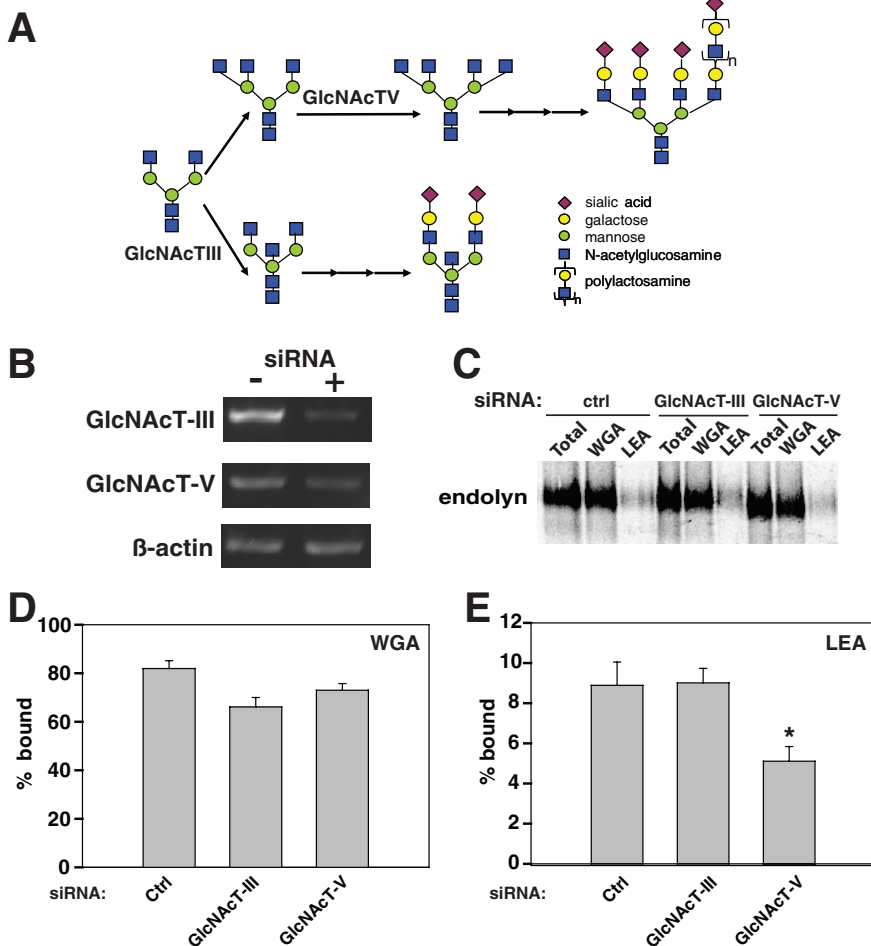 A
GlcNAcTV
n
GlcNAcTIII
sialic acid
galactose
mannose
N-acetylglucosamine
polylactosamine
n
B
siRNA
- +
GlcNAcT-III
GlcNAcT-V
ß-actin
C
siRNA: ctrl GlcNAcT-III GlcNAcT-V
Total WGA LEA Total WGA LEA Total WGA LEA
endolyn
D
WGA
% bound
100
80
60
40
20
0
siRNA: Ctrl GlcNAcT-III GlcNAcT-V
E
LEA
% bound
12
10
8
6
4
2
0
*
siRNA: Ctrl GlcNAcT-III GlcNAcT-V